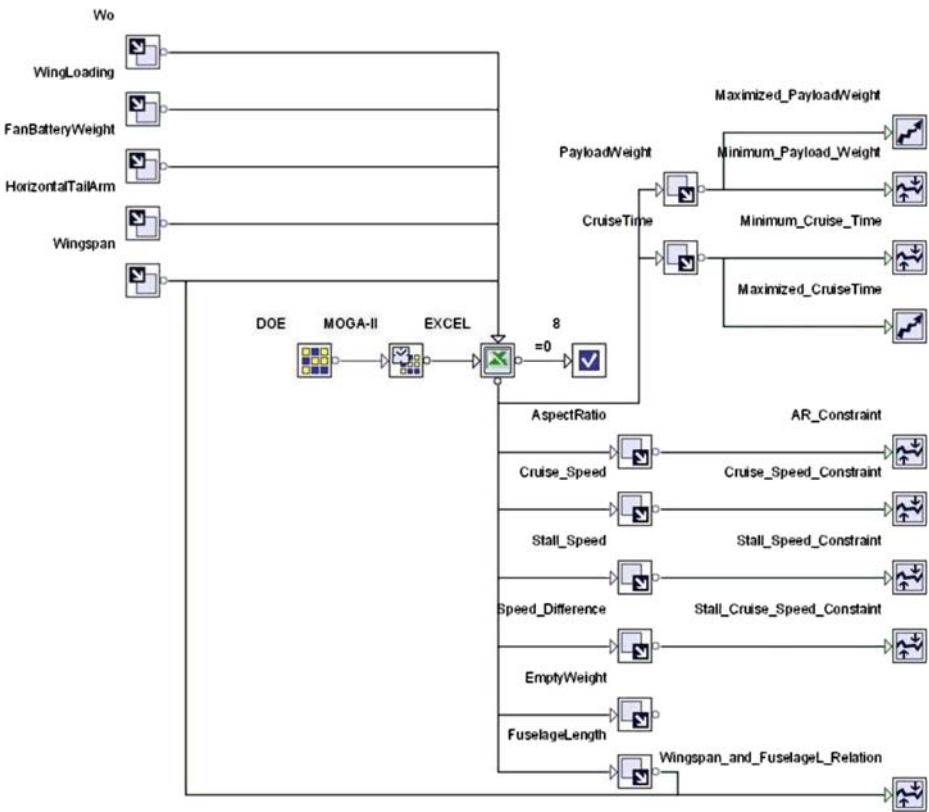 Wo
WingLoading
FanBatteryWeight
HorizontalTailArm
Wingspan
DOE
MOGA-II
EXCEL
8
=0
PayloadWeight
CruiseTime
Maximized_PayloadWeight
Minimum_Payload_Weight
Minimum_Cruise_Time
Maximized_CruiseTime
AspectRatio
AR_Constraint
Cruise_Speed
Cruise_Speed_Constraint
Stall_Speed
Stall_Speed_Constraint
Speed_Difference
Stall_Cruise_Speed_Constaint
EmptyWeight
FuselageLength
Wingspan_and_FuselageL_Relation